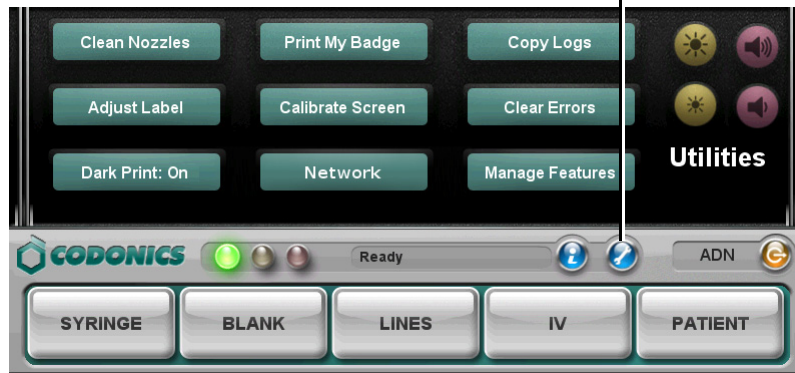 Clean Nozzles Print My Badge Copy Logs
Adjust Label Calibrate Screen Clear Errors
Utilities
Dark Print: On Network Manage Features
CODONICS Ready i ADN
SYRINGE BLANK LINES IV PATIENT